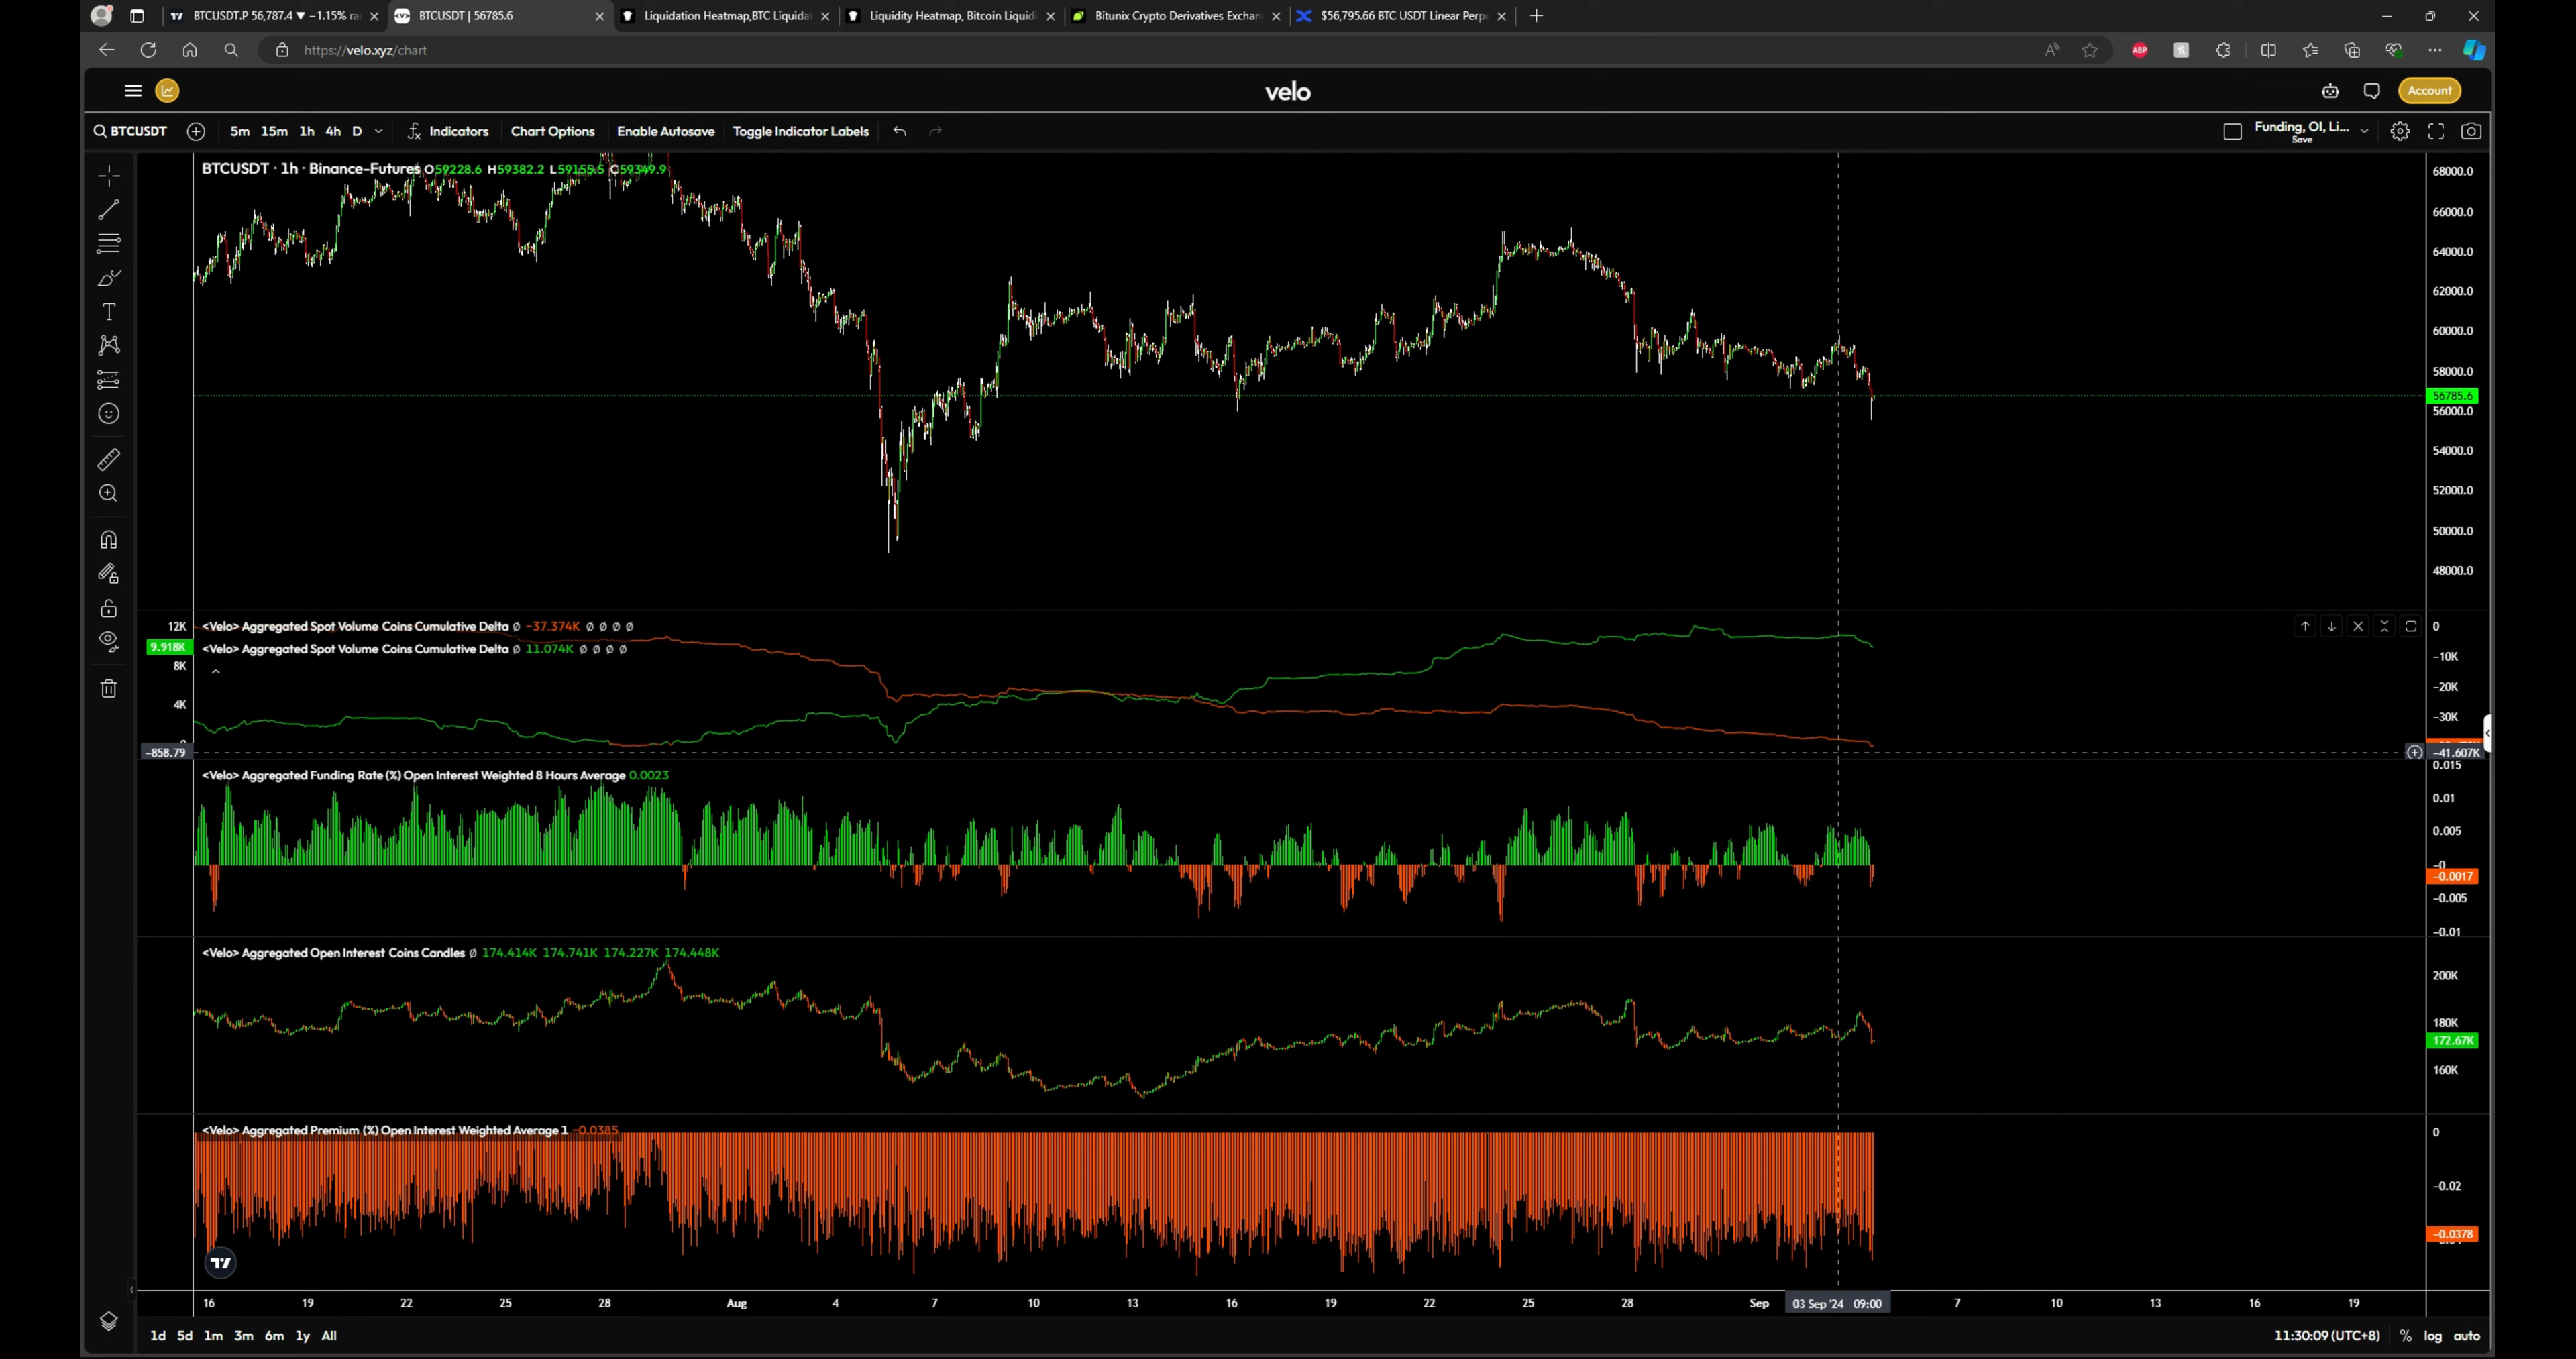 BTCUSDT.P 56,787.4 ▼ −1.15% ra
BTCUSDT | 56785.6
Liquidation Heatmap,BTC Liquida
Liquidity Heatmap, Bitcoin Liquidi
Bitunix Crypto Derivatives Exchan
$56,795.66 BTC USDT Linear Perpe
https://velo.xyz/chart
ABP
velo
Account
BTCUSDT
5m 15m 1h 4h D
Indicators
Chart Options
Enable Autosave
Toggle Indicator Labels
Funding, OI, Li...
Save
BTCUSDT · 1h · Binance-Futures O59228.6 H59382.2 L59155.5 C59349.9
68000.0
66000.0
64000.0
62000.0
60000.0
58000.0
56785.6
56000.0
54000.0
52000.0
50000.0
48000.0
12K
9.918K
8K
4K
−858.79
<Velo> Aggregated Spot Volume Coins Cumulative Delta ∅ −37.374K ∅ ∅ ∅ ∅
<Velo> Aggregated Spot Volume Coins Cumulative Delta ∅ 11.074K ∅ ∅ ∅ ∅
0
−10K
−20K
−30K
−41.607K
<Velo> Aggregated Funding Rate (%) Open Interest Weighted 8 Hours Average 0.0023
0.015
0.01
0.005
−0
−0.0017
−0.005
−0.01
<Velo> Aggregated Open Interest Coins Candles ∅ 174.414K 174.741K 174.227K 174.448K
200K
180K
172.67K
160K
<Velo> Aggregated Premium (%) Open Interest Weighted Average 1 −0.0385
0
−0.02
−0.0378
16 19 22 25 28 Aug 4 7 10 13 16 19 22 25 28 Sep 03 Sep '24 09:00 7 10 13 16 19
1d 5d 1m 3m 6m 1y All
11:30:09 (UTC+8) % log auto